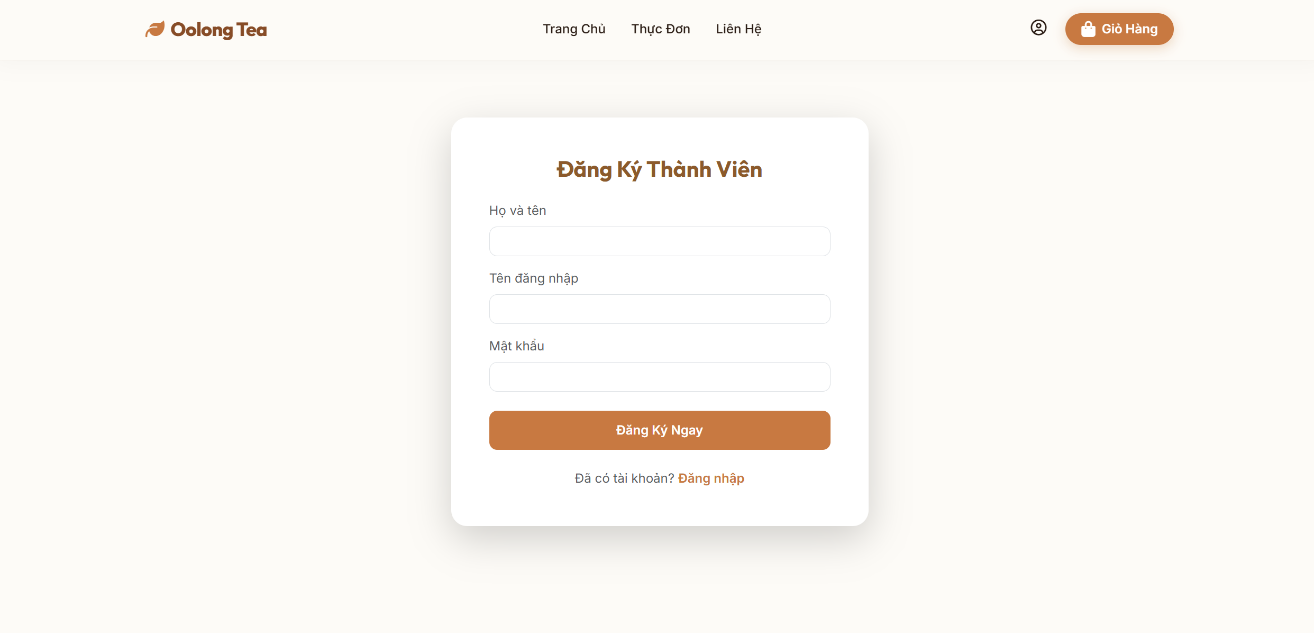 Oolong Tea
Trang Chủ
Thực Đơn
Liên Hệ
Giỏ Hàng
Đăng Ký Thành Viên
Họ và tên
Tên đăng nhập
Mật khẩu
Đăng Ký Ngay
Đã có tài khoản? Đăng nhập